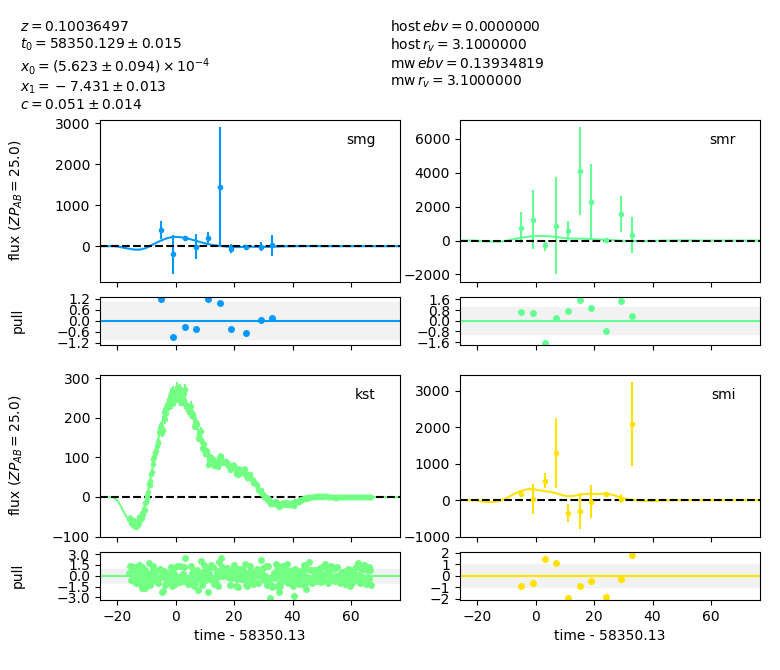 z = 0.10036497
t₀ = 58350.129 ± 0.015
x₀ = (5.623 ± 0.094) × 10⁻⁴
x₁ = −7.431 ± 0.013
c = 0.051 ± 0.014
host ebv = 0.0000000
host r_v = 3.1000000
mw ebv = 0.13934819
mw r_v = 3.1000000
flux (ZP_AB = 25.0)
3000
2000
1000
0
smg
6000
4000
2000
0
−2000
smr
pull
1.2
0.6
0.0
−0.6
−1.2
1.6
0.8
0.0
−0.8
−1.6
flux (ZP_AB = 25.0)
300
200
100
0
−100
kst
3000
2000
1000
0
−1000
smi
pull
3.0
1.5
0.0
−1.5
−3.0
2
1
0
−1
−2
−20 0 20 40 60
−20 0 20 40 60
time - 58350.13
time - 58350.13